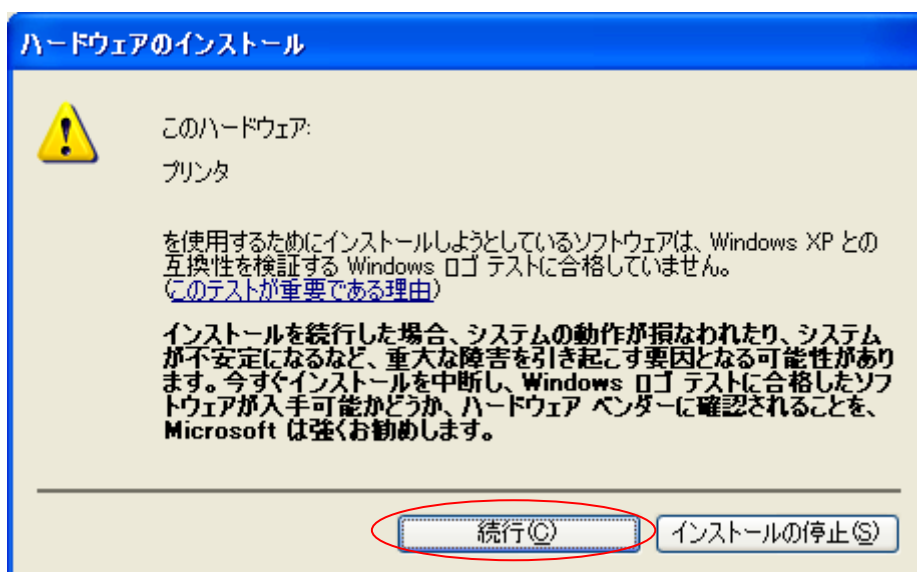 ハードウェアのインストール
このハードウェア:
プリンタ
を使用するためにインストールしようとしているソフトウェアは、Windows XP との
互換性を検証する Windows ロゴ テストに合格していません。
(このテストが重要である理由)
インストールを続行した場合、システムの動作が損なわれたり、システム
が不安定になるなど、重大な障害を引き起こす要因となる可能性があり
ます。今すぐインストールを中断し、Windows ロゴ テストに合格したソフ
トウェアが入手可能かどうか、ハードウェア ベンダーに確認されることを、
Microsoft は強くお勧めします。
続行(C) インストールの停止(S)